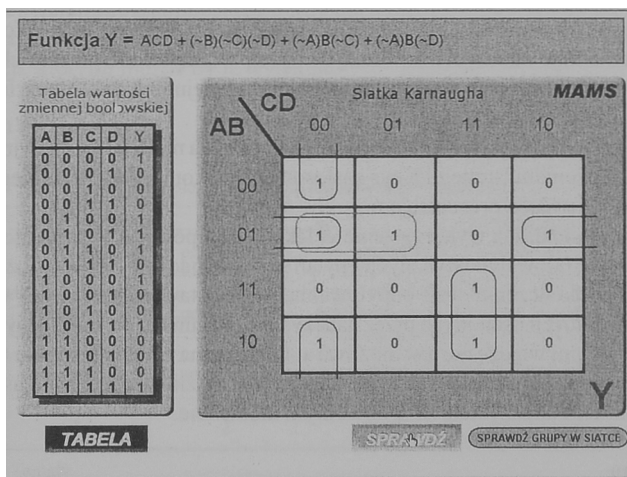 Funkcja Y = ACD + (~B)(~C)(~D) + (~A)B(~C) + (~A)B(~D)
Tabela wartości
zmiennej boolowskiej
A B C D Y
0 0 0 0 1
0 0 0 1 0
0 0 1 0 0
0 0 1 1 0
0 1 0 0 1
0 1 0 1 1
0 1 1 0 1
0 1 1 1 0
1 0 0 0 1
1 0 0 1 0
1 0 1 0 0
1 0 1 1 1
1 1 0 0 0
1 1 0 1 0
1 1 1 0 0
1 1 1 1 1
TABELA
Siatka Karnaugha
MAMS
CD
AB
00 01 11 10
00 1 0 0 0
01 1 1 0 1
11 0 0 1 0
10 1 0 1 0
Y
SPRAWDŹ
SPRAWDŹ GRUPY W SIATCE